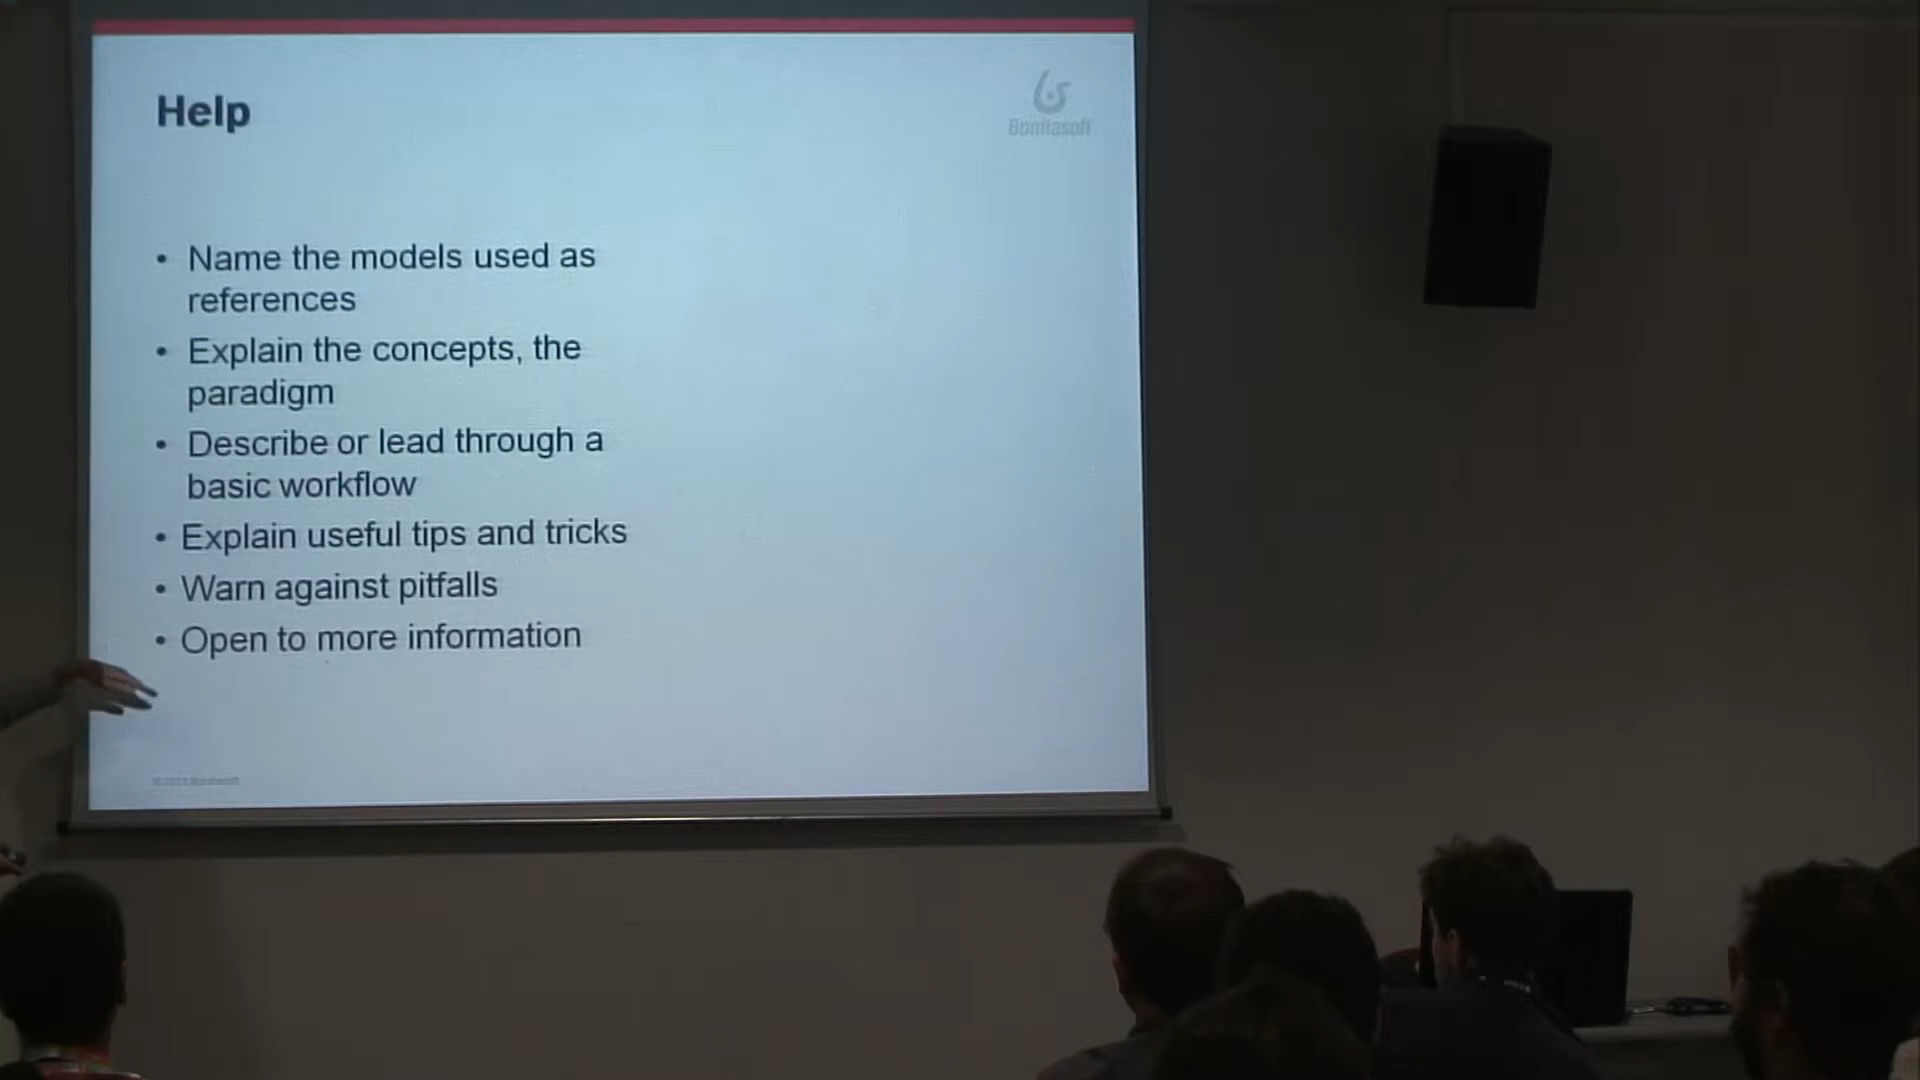 Help
Bonitasoft
• Name the models used as
references
• Explain the concepts, the
paradigm
• Describe or lead through a
basic workflow
• Explain useful tips and tricks
• Warn against pitfalls
• Open to more information